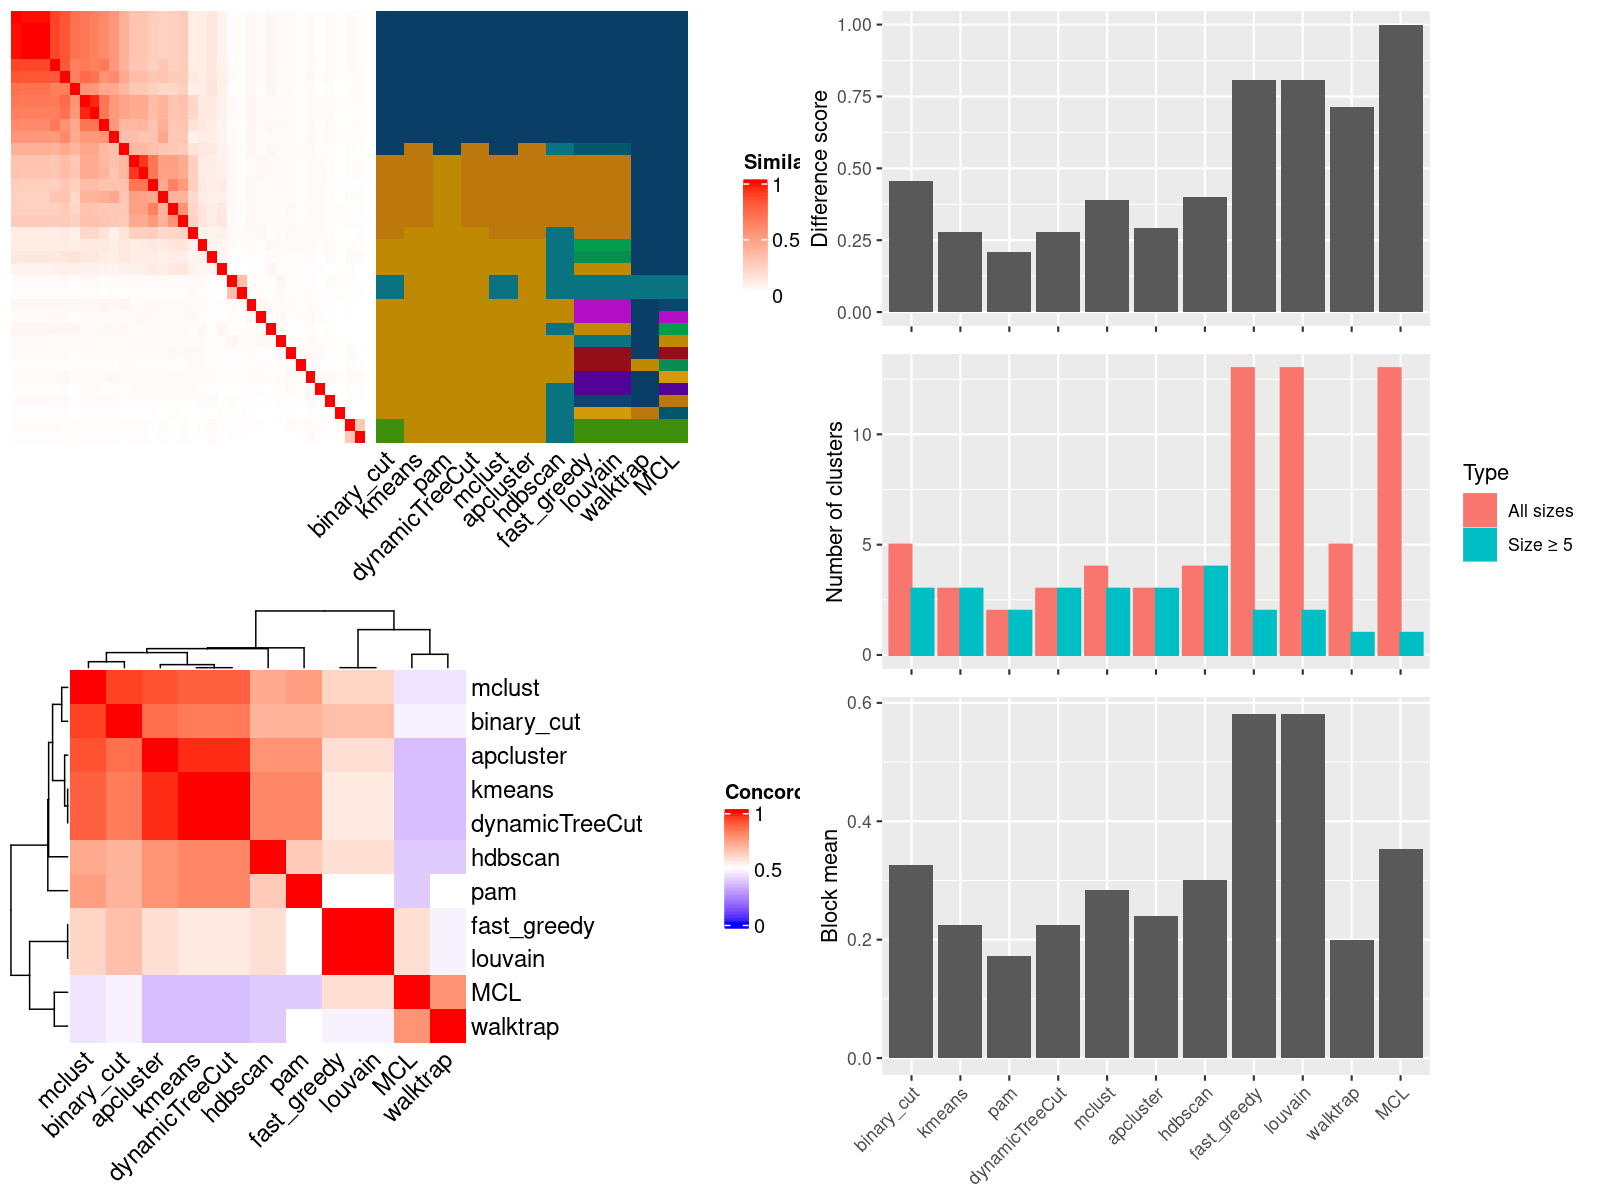 Simila
1
0.5
0
binary_cut
kmeans
pam
dynamicTreeCut
mclust
apcluster
hdbscan
fast_greedy
louvain
walktrap
MCL
mclust
binary_cut
apcluster
kmeans
dynamicTreeCut
hdbscan
pam
fast_greedy
louvain
MCL
walktrap
mclust
binary_cut
apcluster
kmeans
dynamicTreeCut
hdbscan
pam
fast_greedy
louvain
MCL
walktrap
Concord
1
0.5
0
Difference score
1.00
0.75
0.50
0.25
0.00
Number of clusters
10
5
0
Type
All sizes
Size ≥ 5
Block mean
0.6
0.4
0.2
0.0
binary_cut
kmeans
pam
dynamicTreeCut
mclust
apcluster
hdbscan
fast_greedy
louvain
walktrap
MCL